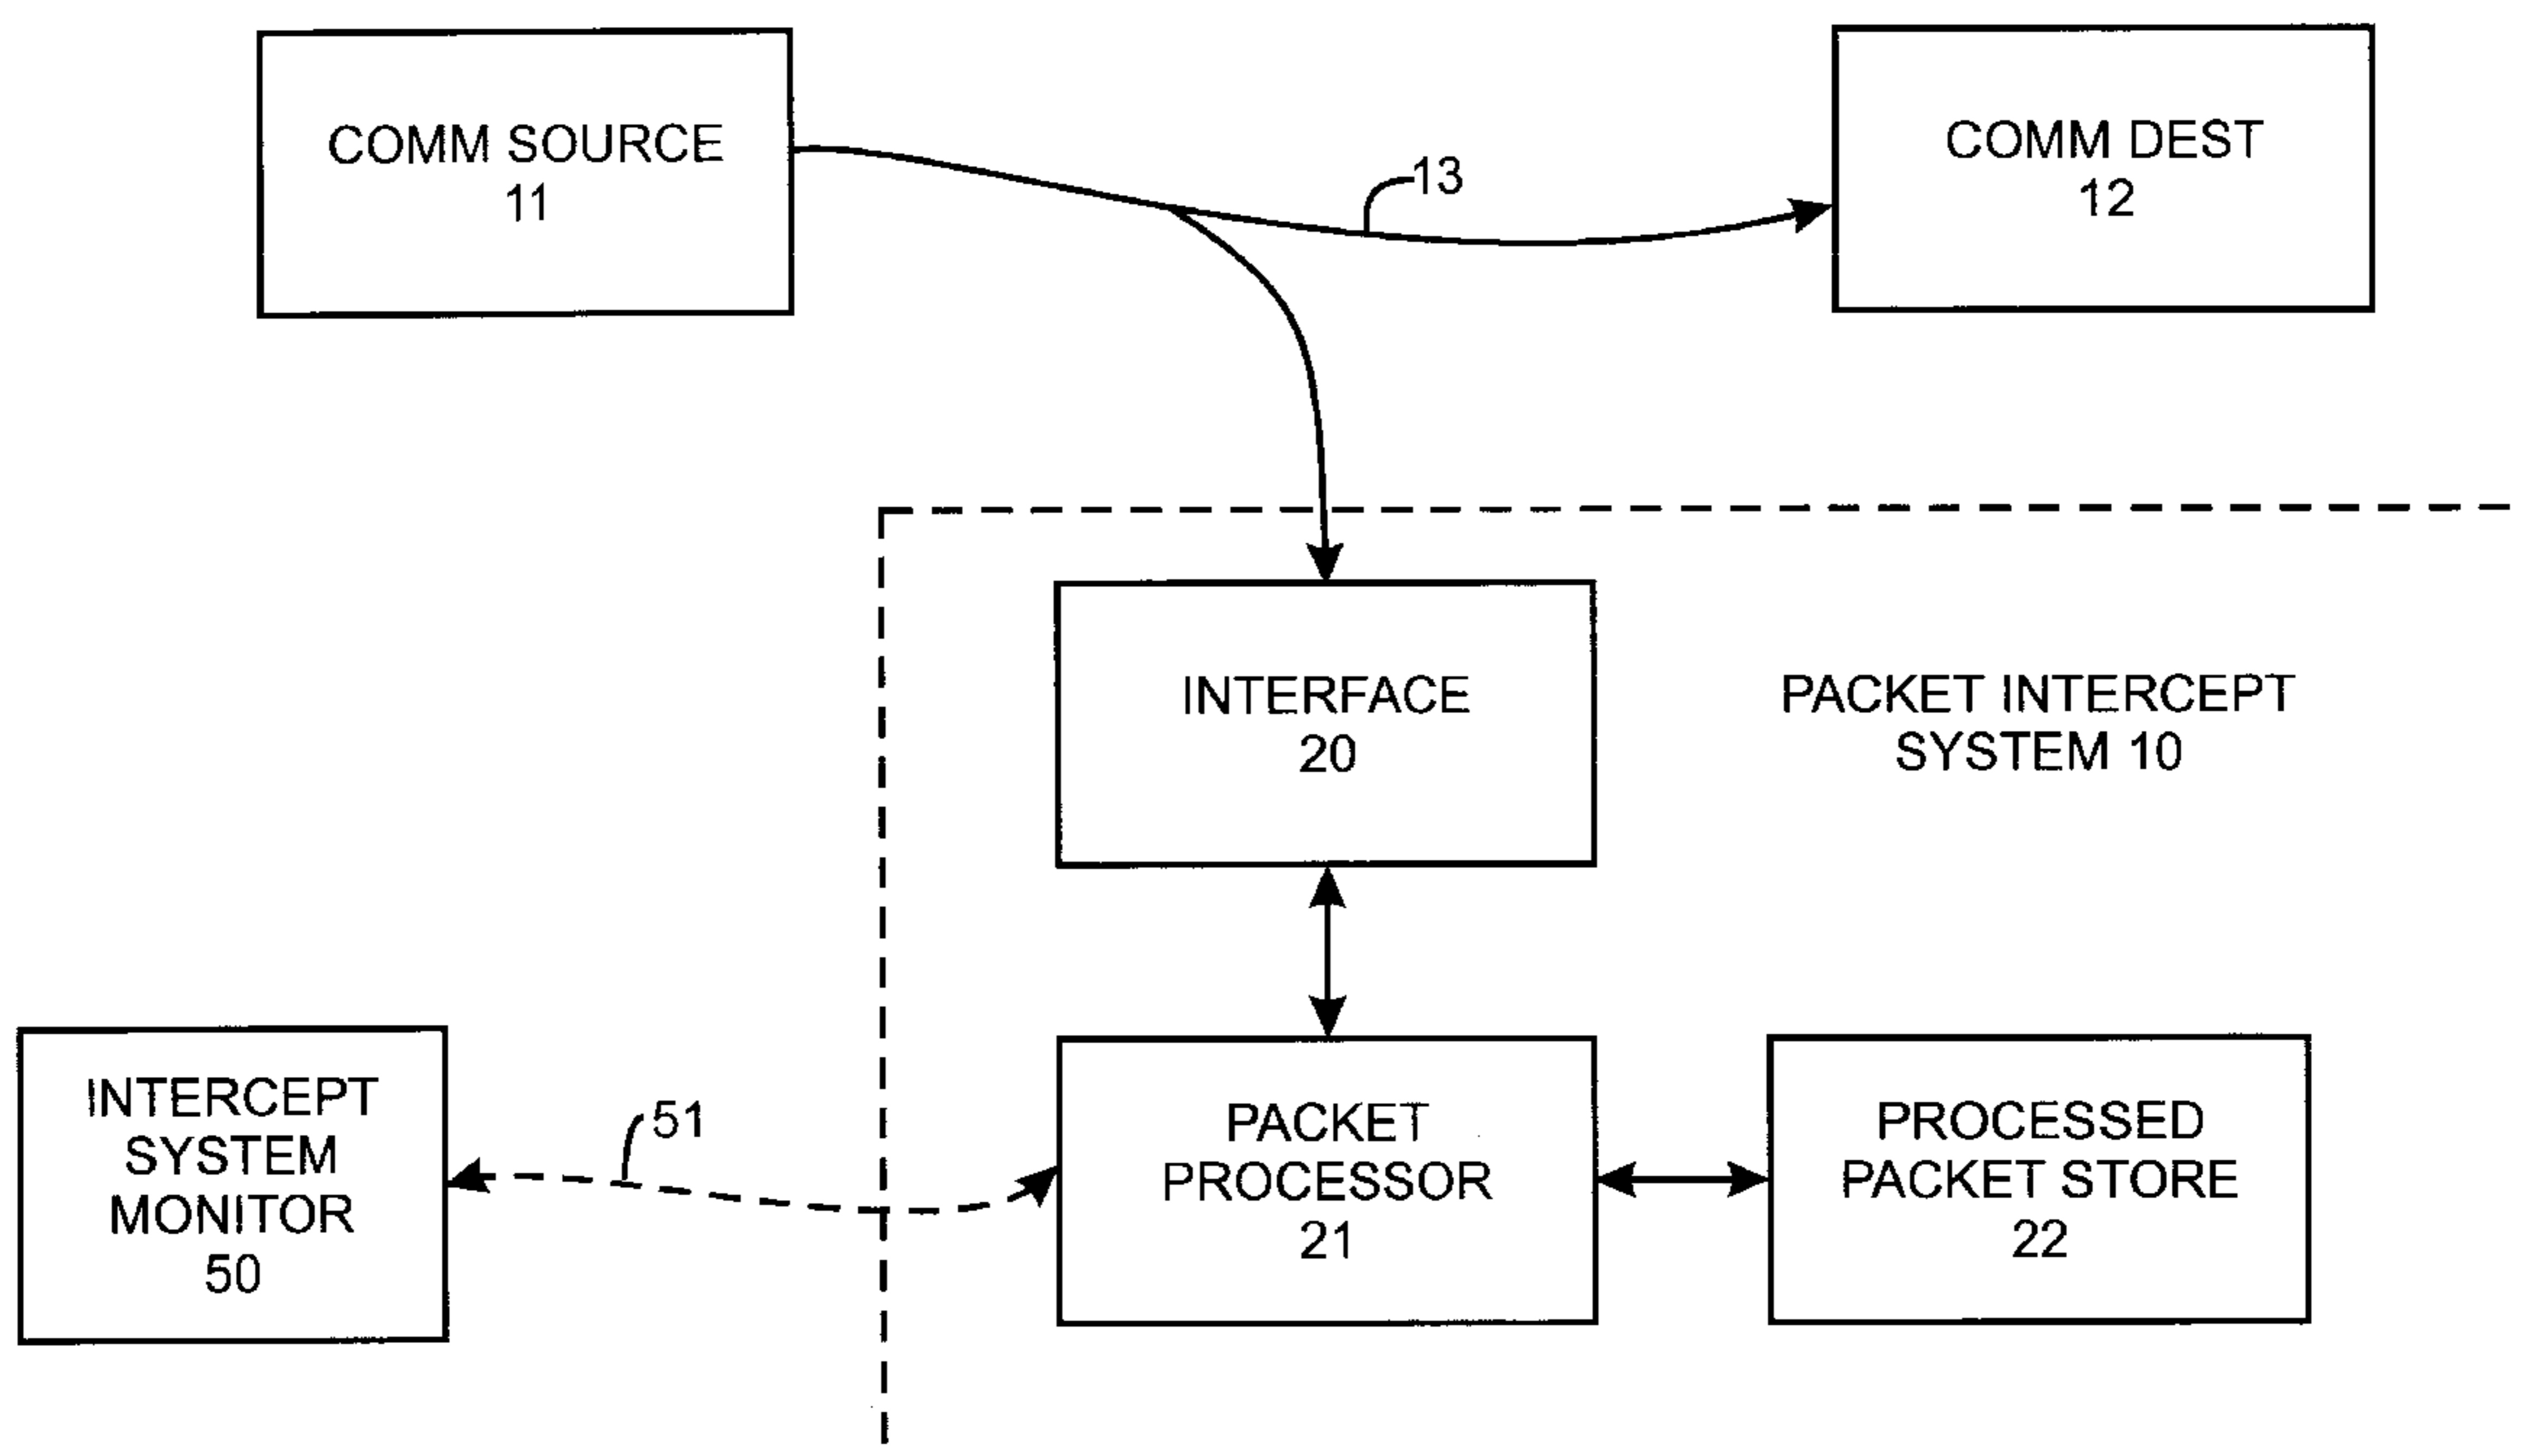 COMM SOURCE
11
COMM DEST
12
13
INTERFACE
20
PACKET INTERCEPT
SYSTEM 10
INTERCEPT
SYSTEM
MONITOR
50
51
PACKET
PROCESSOR
21
PROCESSED
PACKET STORE
22